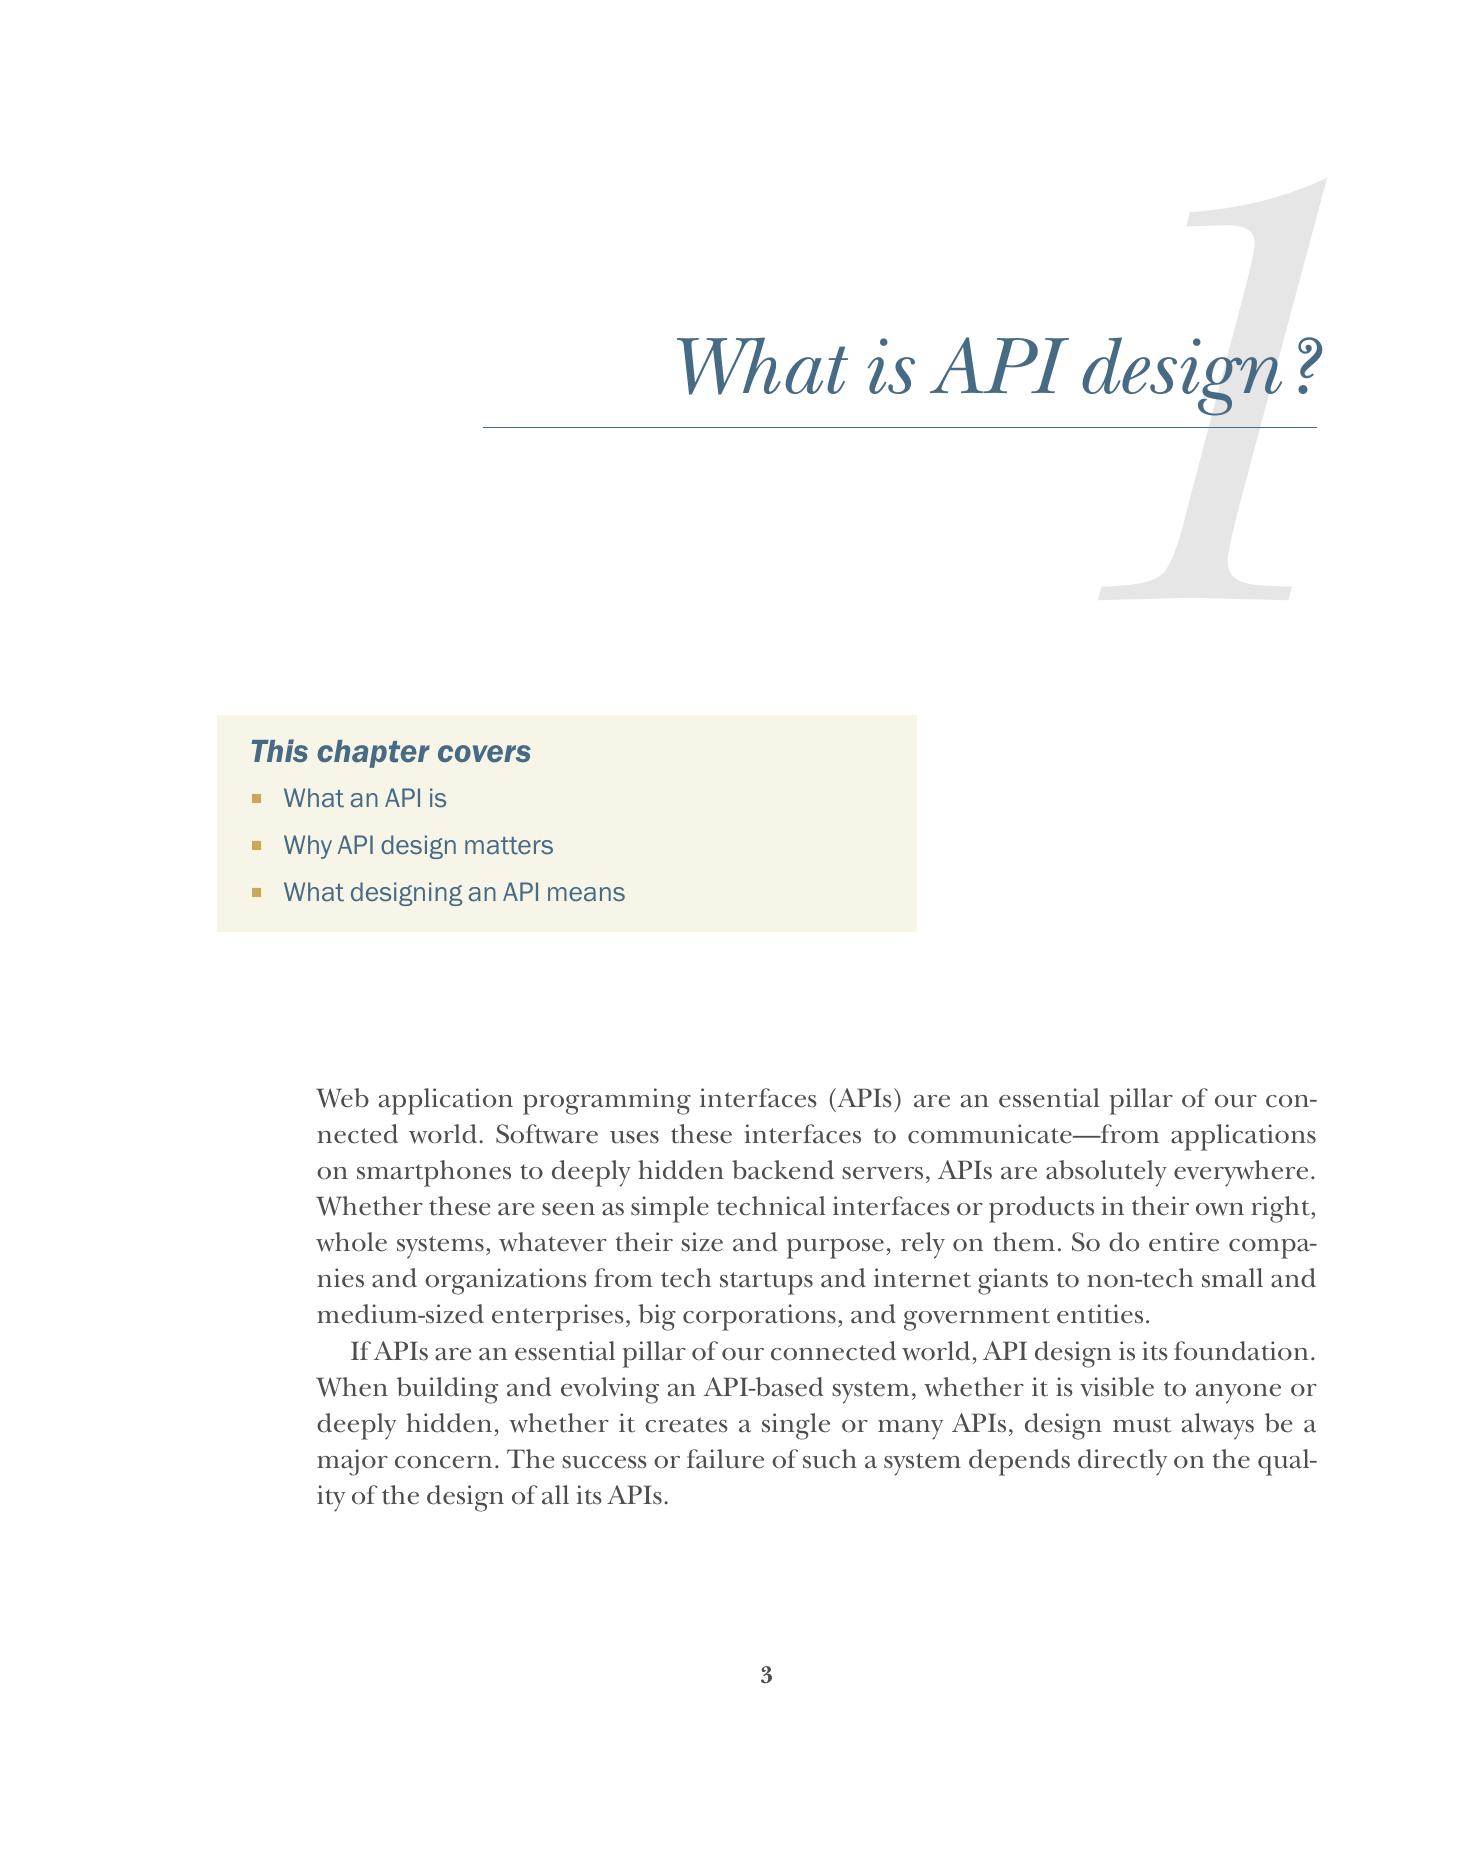 1
What is API design?
This chapter covers
■ What an API is
■ Why API design matters
■ What designing an API means
Web application programming interfaces (APIs) are an essential pillar of our con-
nected world. Software uses these interfaces to communicate—from applications
on smartphones to deeply hidden backend servers, APIs are absolutely everywhere.
Whether these are seen as simple technical interfaces or products in their own right,
whole systems, whatever their size and purpose, rely on them. So do entire compa-
nies and organizations from tech startups and internet giants to non-tech small and
medium-sized enterprises, big corporations, and government entities.
If APIs are an essential pillar of our connected world, API design is its foundation.
When building and evolving an API-based system, whether it is visible to anyone or
deeply hidden, whether it creates a single or many APIs, design must always be a
major concern. The success or failure of such a system depends directly on the qual-
ity of the design of all its APIs.
3